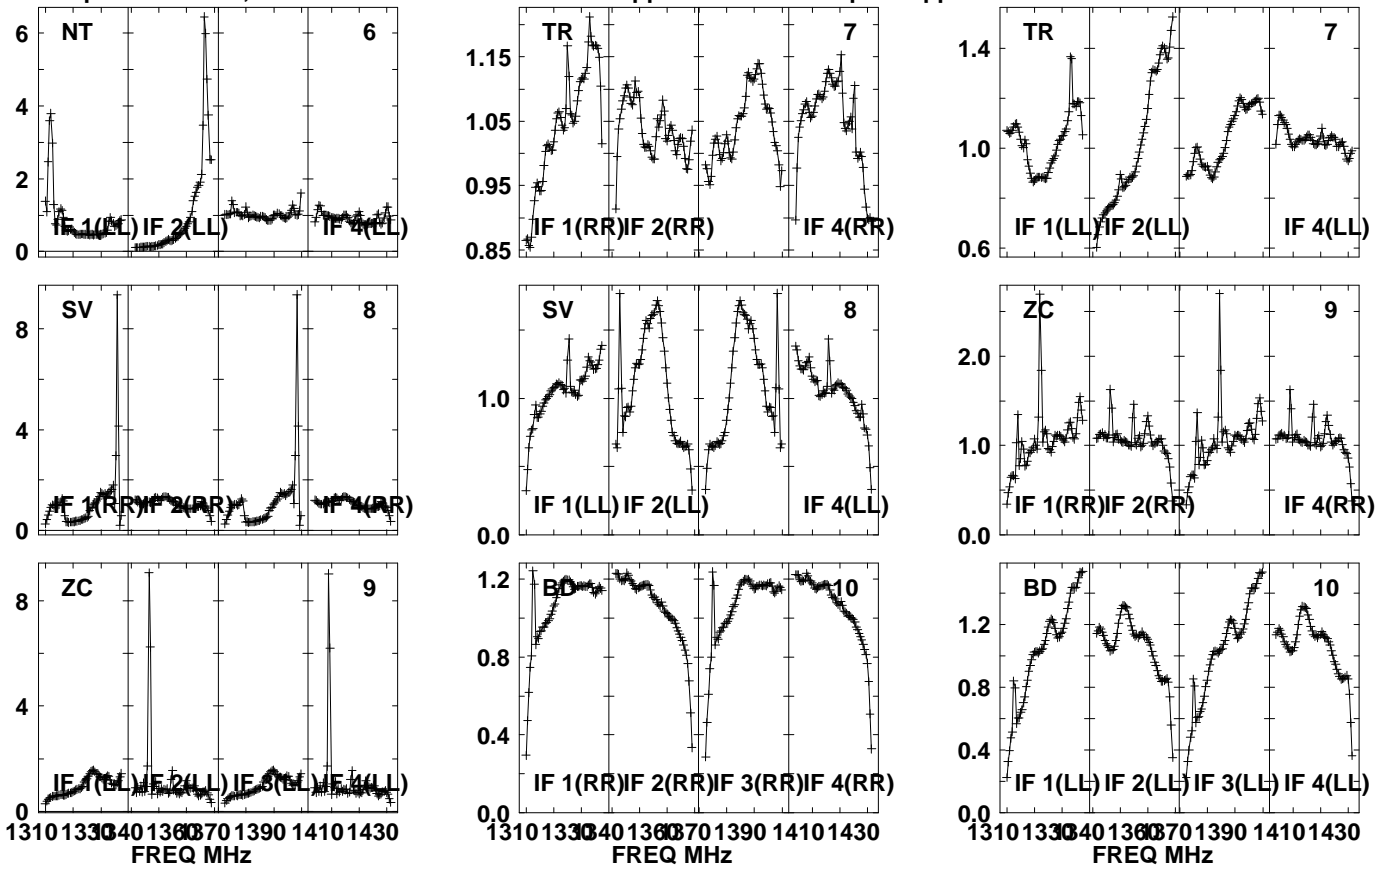 NT 6
6
4
2
0
IF 1(LL) IF 2(LL) IF 4(LL)
TR 7
1.15
1.05
0.95
0.85
IF 1(RR) IF 2(RR) IF 4(RR)
TR 7
1.4
1.0
0.6
IF 1(LL) IF 2(LL) IF 4(LL)
SV 8
8
4
0
IF 1(RR) IF 2(RR) IF 4(RR)
SV 8
1.0
0.0
IF 1(LL) IF 2(LL) IF 4(LL)
ZC 9
2.0
1.0
0.0
IF 1(RR) IF 2(RR) IF 4(RR)
ZC 9
8
4
0
IF 1(LL) IF 2(LL) IF 3(LL) IF 4(LL)
1310 1330 1340 1360 1370 1390 1410 1430
FREQ MHz
BD 10
1.2
0.8
0.4
0.0
IF 1(RR) IF 2(RR) IF 3(RR) IF 4(RR)
1310 1330 1340 1360 1370 1390 1410 1430
FREQ MHz
BD 10
1.2
0.8
0.4
0.0
IF 1(LL) IF 2(LL) IF 3(LL) IF 4(LL)
1310 1330 1340 1360 1370 1390 1410 1430
FREQ MHz